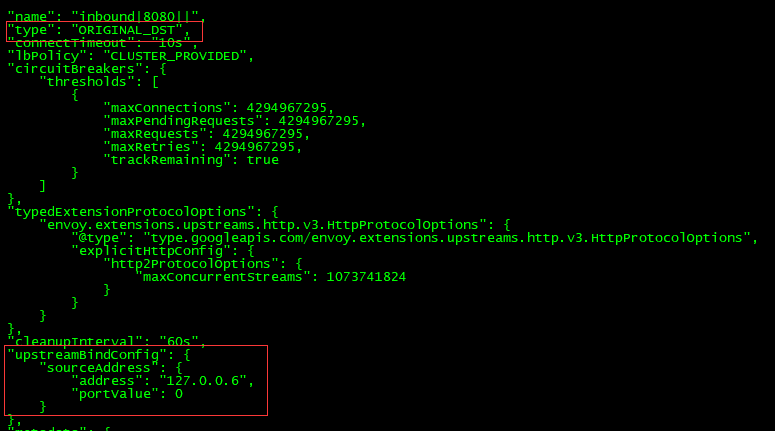 "name": "inbound|8080||",
"type": "ORIGINAL_DST",
"connectTimeout": "10s",
"lbPolicy": "CLUSTER_PROVIDED",
"circuitBreakers": {
    "thresholds": [
        {
            "maxConnections": 4294967295,
            "maxPendingRequests": 4294967295,
            "maxRequests": 4294967295,
            "maxRetries": 4294967295,
            "trackRemaining": true
        }
    ]
},
"typedExtensionProtocolOptions": {
    "envoy.extensions.upstreams.http.v3.HttpProtocolOptions": {
        "@type": "type.googleapis.com/envoy.extensions.upstreams.http.v3.HttpProtocolOptions",
        "explicitHttpConfig": {
            "http2ProtocolOptions": {
                "maxConcurrentStreams": 1073741824
            }
        }
    }
},
"cleanupInterval": "60s",
"upstreamBindConfig": {
    "sourceAddress": {
        "address": "127.0.0.6",
        "portValue": 0
    }
},
"metadata": {